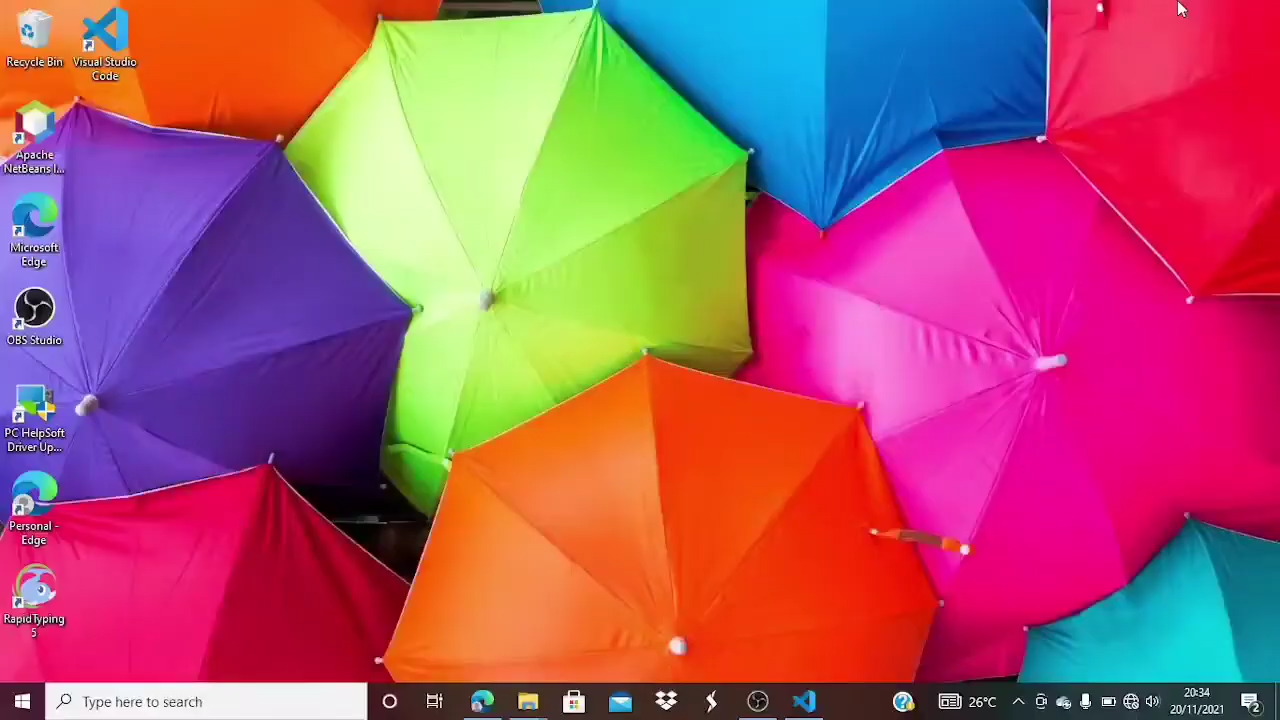 Recycle Bin
Visual Studio
Code
Apache
NetBeans I...
Microsoft
Edge
OBS Studio
PC HelpSoft
Driver Up...
Personal -
Edge
RapidTyping
5
Type here to search
26°C
20:34
20/11/2021
2